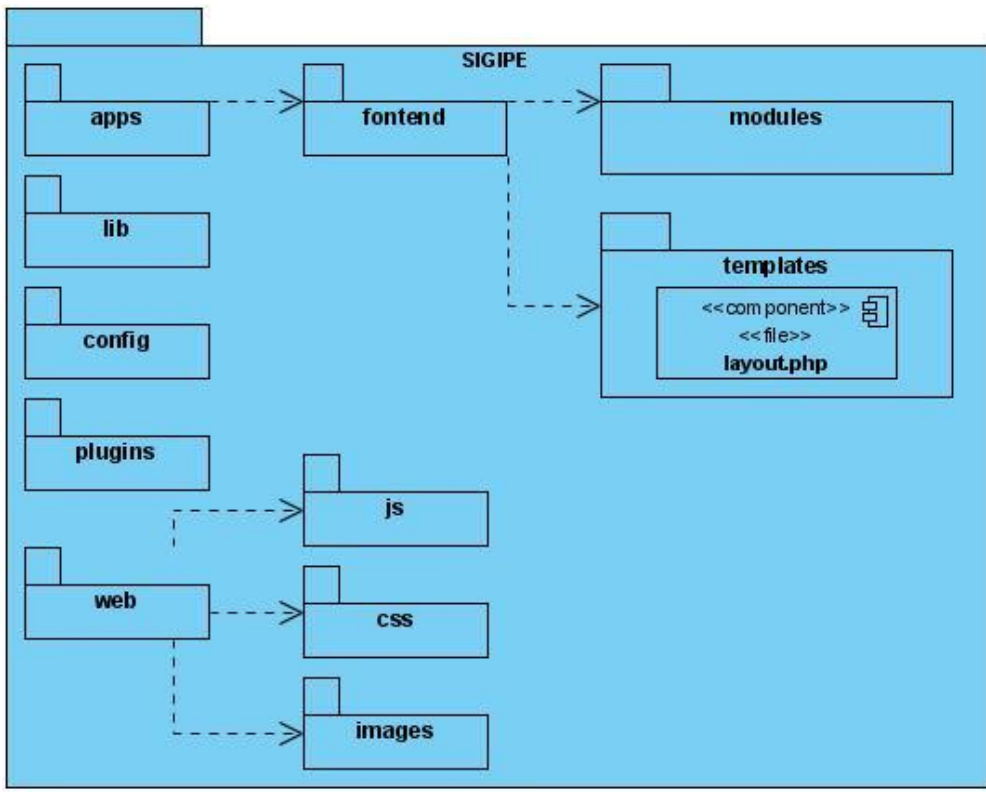 SIGIPE
apps
fontend
modules
lib
templates
<<component>>
<<file>>
layout.php
config
plugins
js
web
css
images